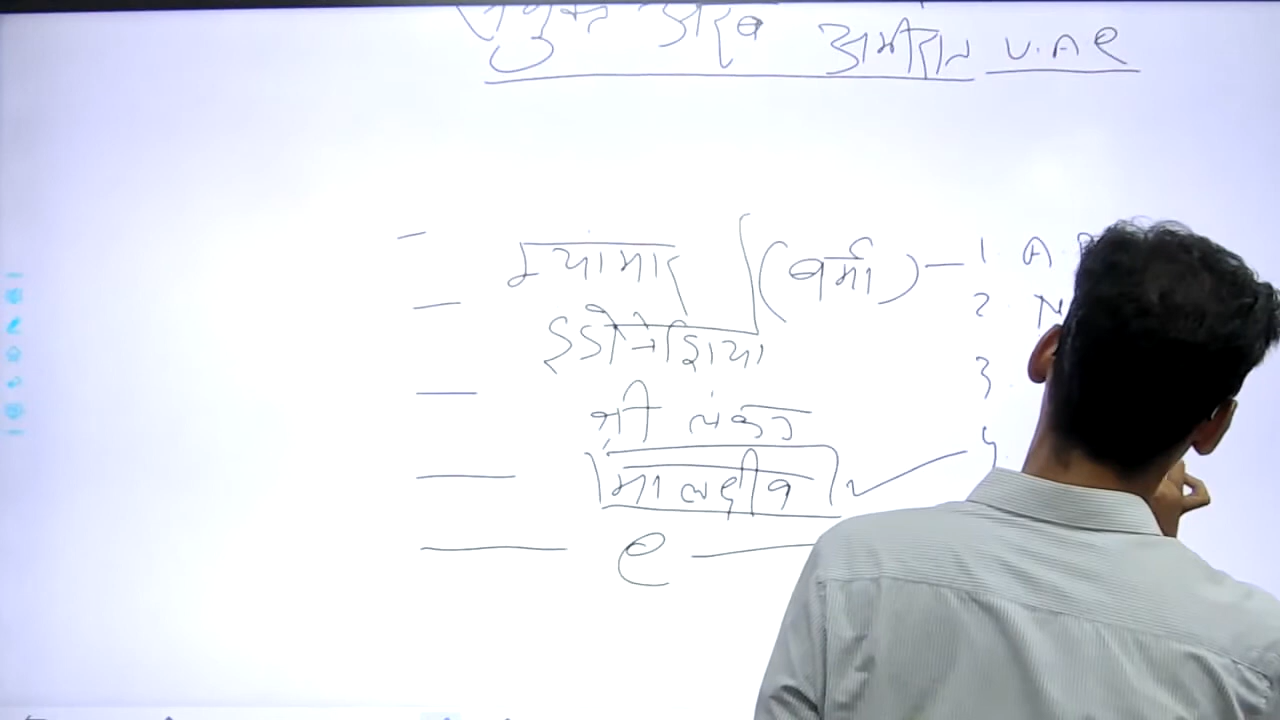 संयुक्त अरब अमीरात U.A e
म्यांमार (बर्मा) – 1 A
2 N
इंडोनेशिया
3
श्री लंका
4
मालदीव
e